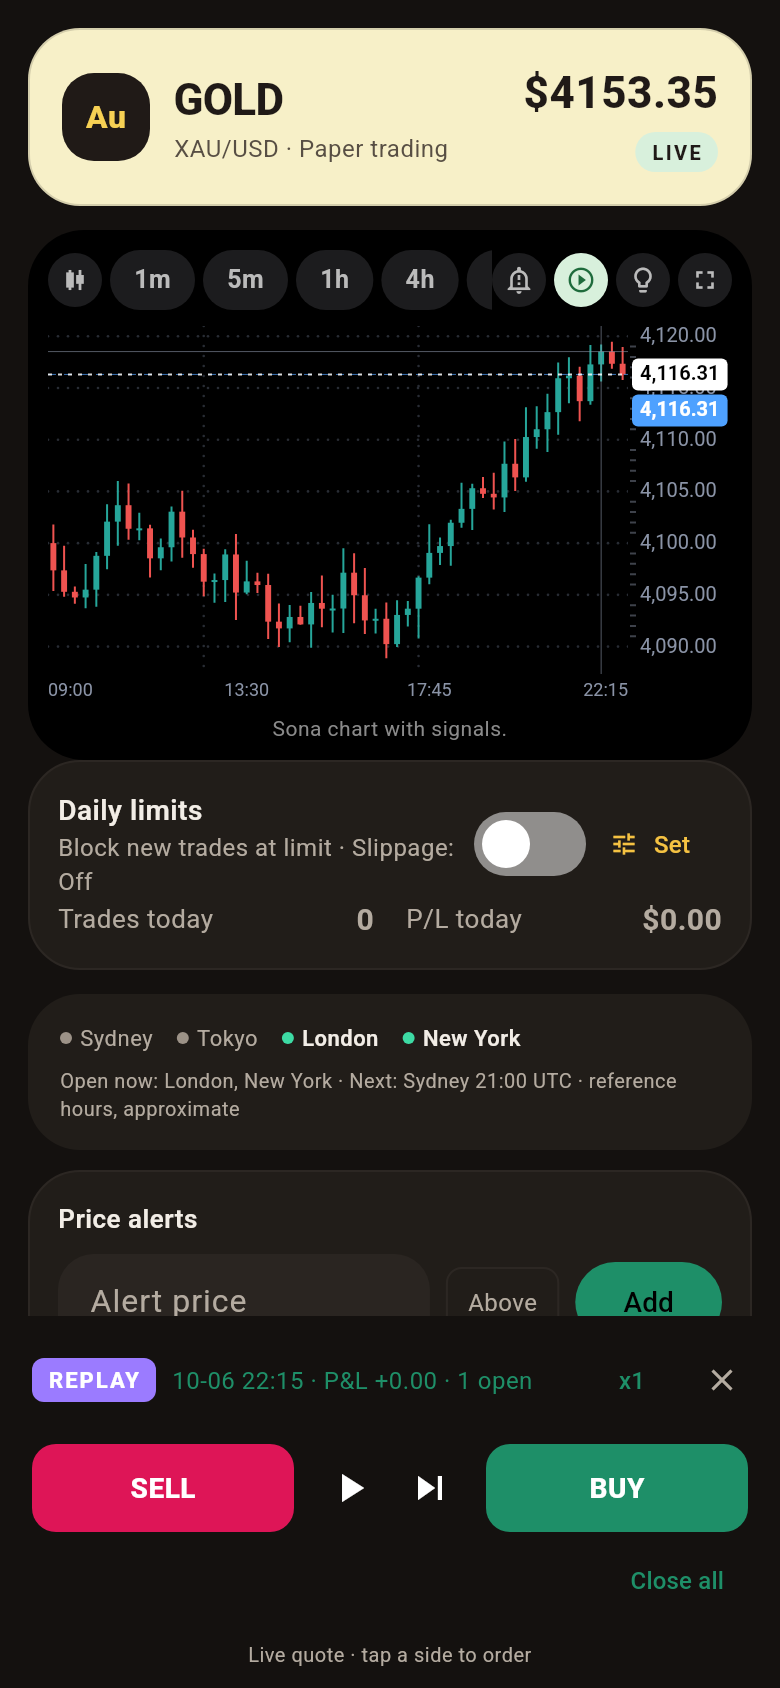 Au
GOLD
$4153.35
XAU/USD · Paper trading
LIVE
1m 5m 1h 4h
4,120.00
4,116.31
4,116.31
4,110.00
4,105.00
4,100.00
4,095.00
4,090.00
09:00 13:30 17:45 22:15
Sona chart with signals.
Daily limits
Block new trades at limit · Slippage:
Off
Set
Trades today 0 P/L today $0.00
Sydney Tokyo London New York
Open now: London, New York · Next: Sydney 21:00 UTC · reference
hours, approximate
Price alerts
Alert price Above Add
REPLAY 10-06 22:15 · P&L +0.00 · 1 open x1
SELL BUY
Close all
Live quote · tap a side to order